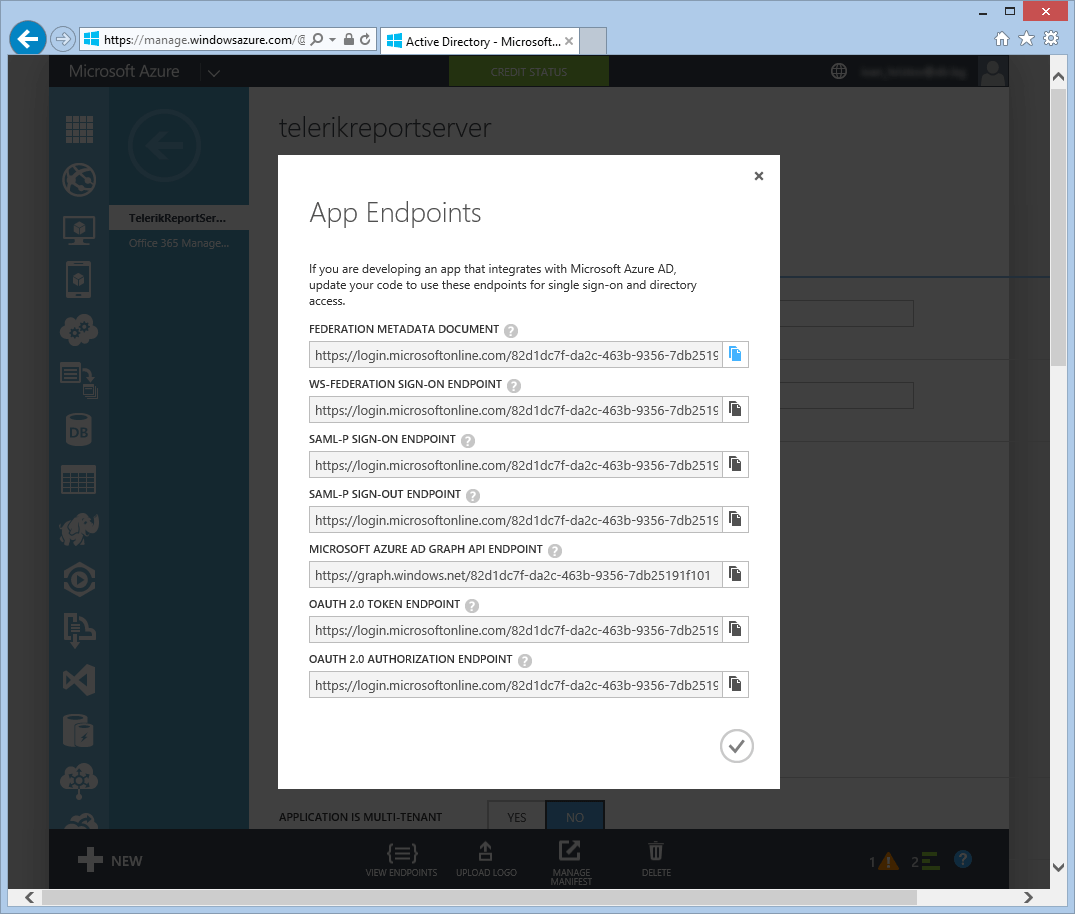 https://manage.windowsazure.com/@
Active Directory - Microsoft...
Microsoft Azure
CREDIT STATUS
telerikreportserver
TelerikReportSer...
Office 365 Manage...
DB
App Endpoints
If you are developing an app that integrates with Microsoft Azure AD,
update your code to use these endpoints for single sign-on and directory
access.
FEDERATION METADATA DOCUMENT ?
https://login.microsoftonline.com/82d1dc7f-da2c-463b-9356-7db2519
WS-FEDERATION SIGN-ON ENDPOINT ?
https://login.microsoftonline.com/82d1dc7f-da2c-463b-9356-7db2519
SAML-P SIGN-ON ENDPOINT ?
https://login.microsoftonline.com/82d1dc7f-da2c-463b-9356-7db2519
SAML-P SIGN-OUT ENDPOINT ?
https://login.microsoftonline.com/82d1dc7f-da2c-463b-9356-7db2519
MICROSOFT AZURE AD GRAPH API ENDPOINT ?
https://graph.windows.net/82d1dc7f-da2c-463b-9356-7db25191f101
OAUTH 2.0 TOKEN ENDPOINT ?
https://login.microsoftonline.com/82d1dc7f-da2c-463b-9356-7db2519
OAUTH 2.0 AUTHORIZATION ENDPOINT ?
https://login.microsoftonline.com/82d1dc7f-da2c-463b-9356-7db2519
APPLICATION IS MULTI-TENANT
YES
NO
NEW
VIEW ENDPOINTS
UPLOAD LOGO
MANAGE
MANIFEST
DELETE
1
2
?